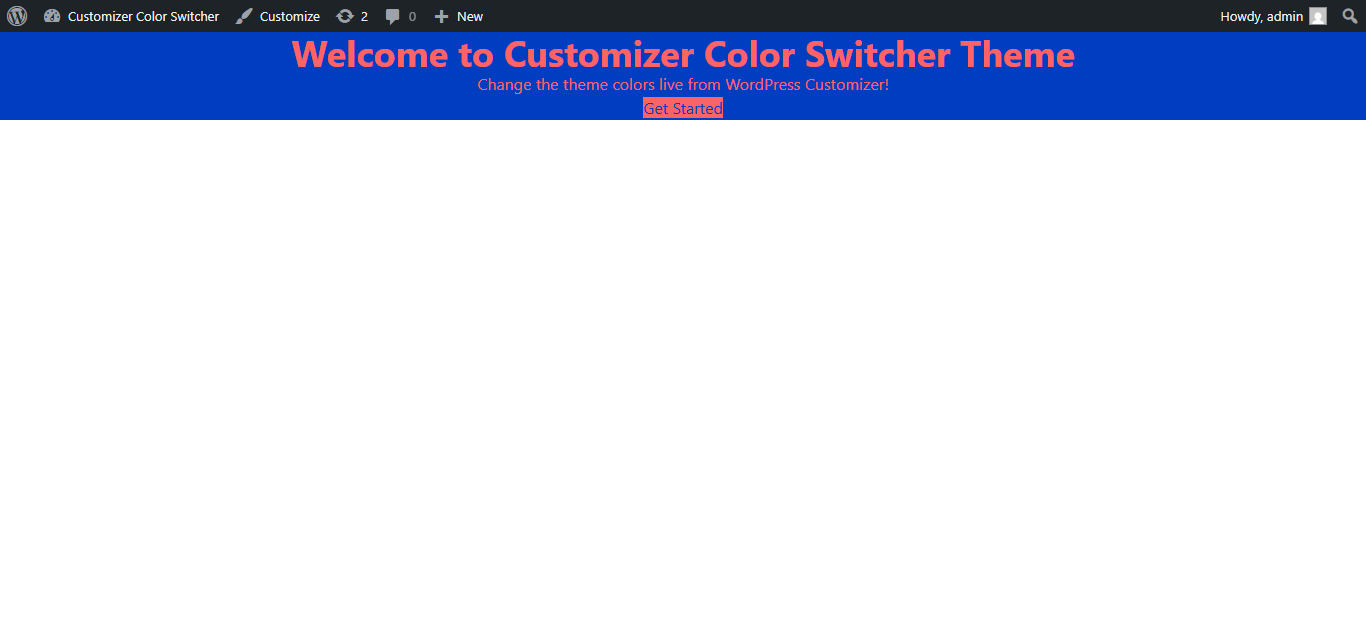 Customizer Color Switcher Customize 2 0 New Howdy, admin
Welcome to Customizer Color Switcher Theme
Change the theme colors live from WordPress Customizer!
Get Started